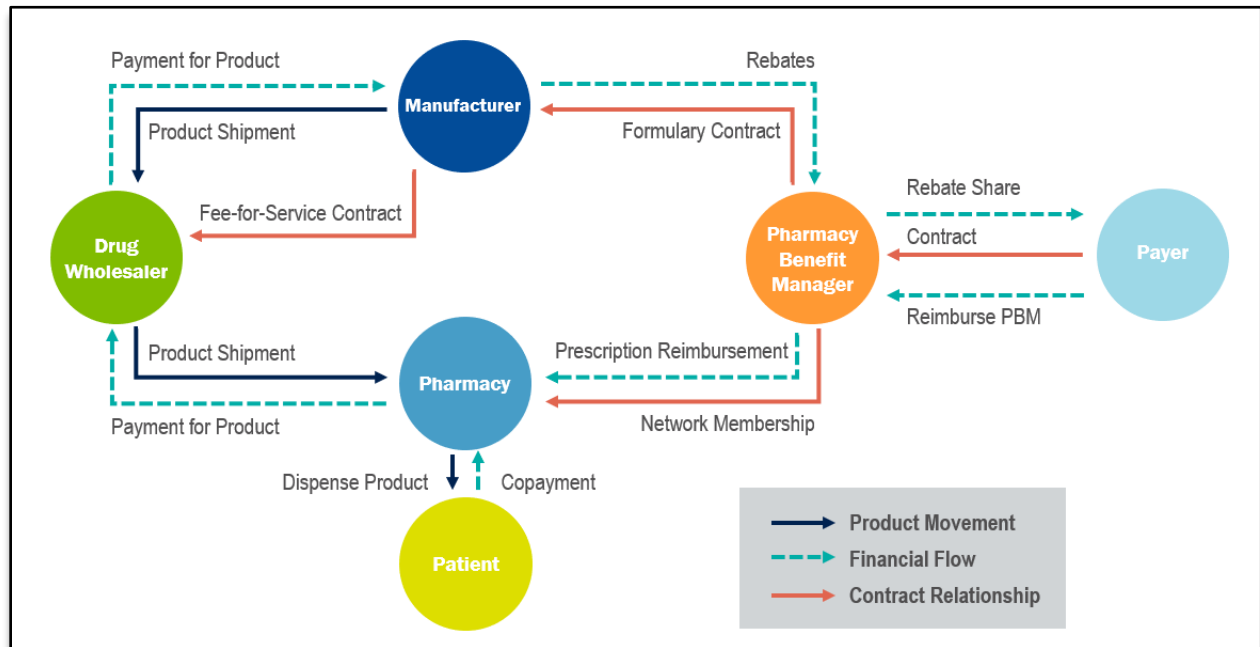 Payment for Product
Rebates
Manufacturer
Product Shipment
Formulary Contract
Rebate Share
Fee-for-Service Contract
Drug
Wholesaler
Pharmacy
Benefit
Manager
Contract
Payer
Reimburse PBM
Product Shipment
Prescription Reimbursement
Pharmacy
Payment for Product
Network Membership
Dispense Product
Copayment
Patient
Product Movement
Financial Flow
Contract Relationship